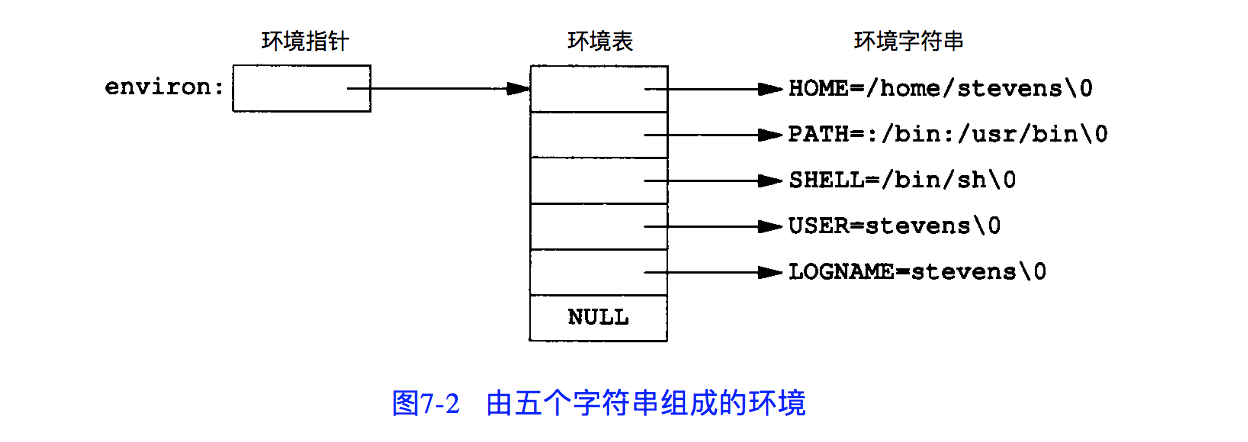 环境指针 环境表 环境字符串
environ: HOME=/home/stevens\0
PATH=:/bin:/usr/bin\0
SHELL=/bin/sh\0
USER=stevens\0
LOGNAME=stevens\0
NULL
图7-2 由五个字符串组成的环境